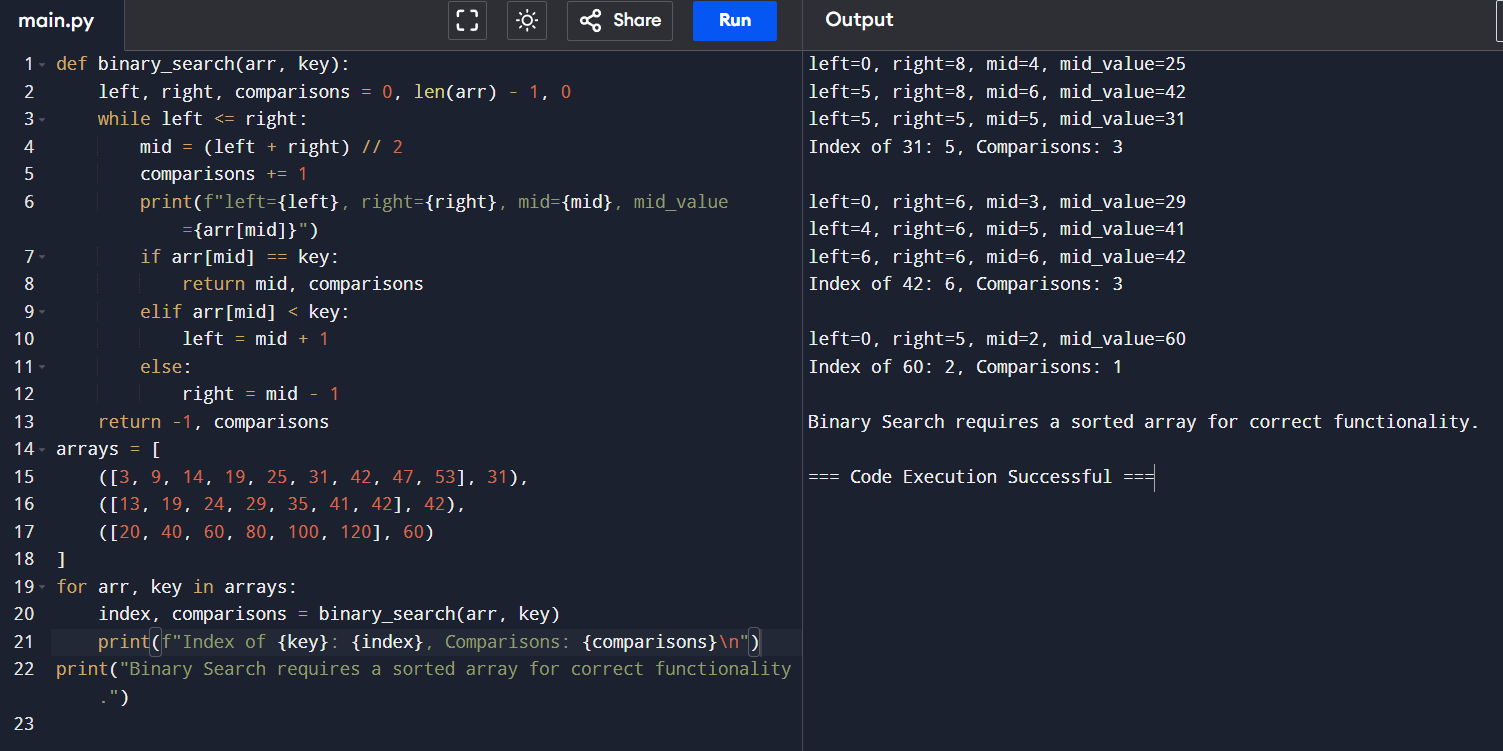 main.py
Share
Run
Output
1 def binary_search(arr, key):
2     left, right, comparisons = 0, len(arr) - 1, 0
3     while left <= right:
4         mid = (left + right) // 2
5         comparisons += 1
6         print(f"left={left}, right={right}, mid={mid}, mid_value
            ={arr[mid]}")
7         if arr[mid] == key:
8             return mid, comparisons
9         elif arr[mid] < key:
10             left = mid + 1
11         else:
12             right = mid - 1
13     return -1, comparisons
14 arrays = [
15     ([3, 9, 14, 19, 25, 31, 42, 47, 53], 31),
16     ([13, 19, 24, 29, 35, 41, 42], 42),
17     ([20, 40, 60, 80, 100, 120], 60)
18 ]
19 for arr, key in arrays:
20     index, comparisons = binary_search(arr, key)
21     print(f"Index of {key}: {index}, Comparisons: {comparisons}\n")
22 print("Binary Search requires a sorted array for correct functionality
    .")
23
left=0, right=8, mid=4, mid_value=25
left=5, right=8, mid=6, mid_value=42
left=5, right=5, mid=5, mid_value=31
Index of 31: 5, Comparisons: 3
left=0, right=6, mid=3, mid_value=29
left=4, right=6, mid=5, mid_value=41
left=6, right=6, mid=6, mid_value=42
Index of 42: 6, Comparisons: 3
left=0, right=5, mid=2, mid_value=60
Index of 60: 2, Comparisons: 1
Binary Search requires a sorted array for correct functionality.
=== Code Execution Successful ===